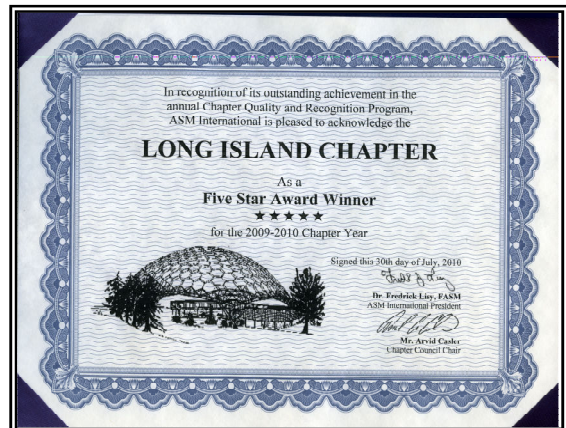 In recognition of its outstanding achievement in the
annual Chapter Quality and Recognition Program,
ASM International is pleased to acknowledge the
LONG ISLAND CHAPTER
As a
Five Star Award Winner
★★★★★
for the 2009-2010 Chapter Year
Signed this 30th day of July, 2010
Dr. Fredrick Lisy, FASM
ASM International President
Mr. Arvid Casler
Chapter Council Chair